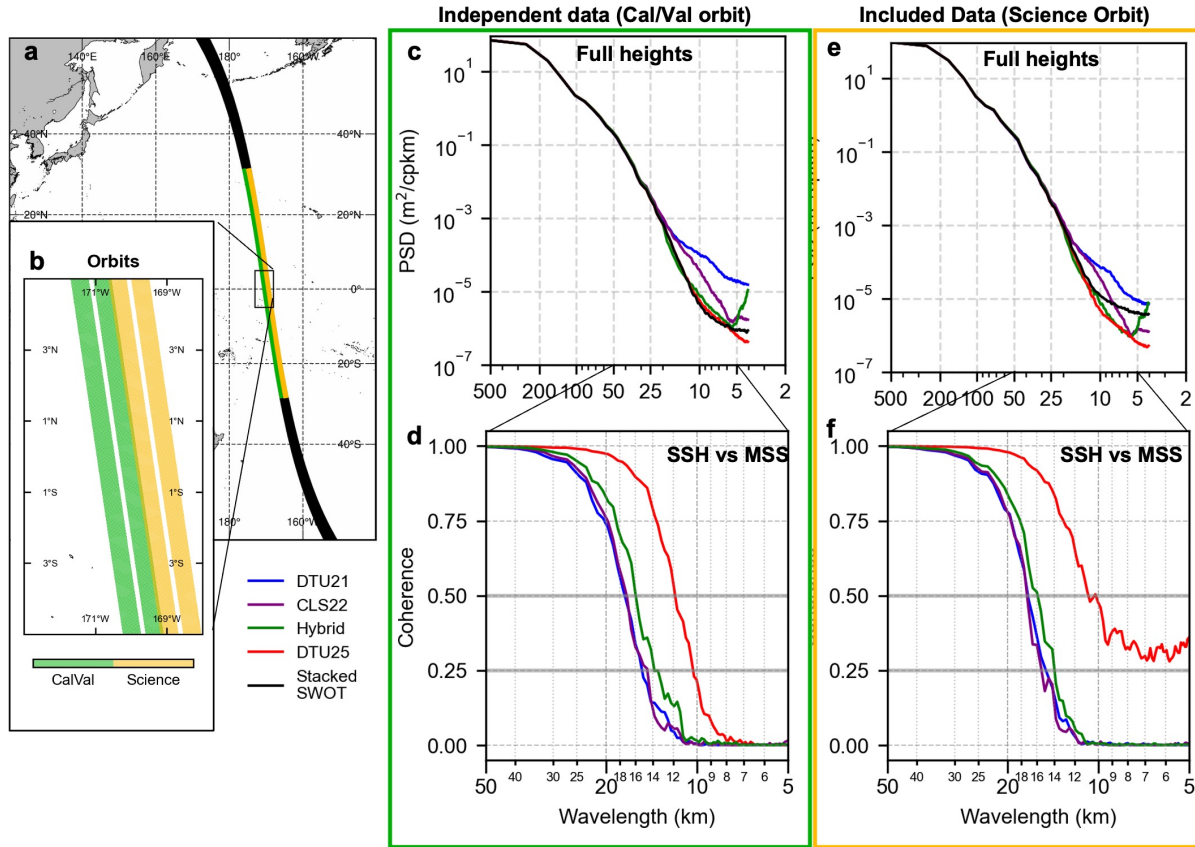 Independent data (Cal/Val orbit)
Included Data (Science Orbit)
a
140°E
160°E
180°
160°W
40°N
40°N
20°N
20°N
0°
20°S
40°S
180°
160°W
b
Orbits
171°W
169°W
3°N
3°N
1°N
1°N
1°S
1°S
3°S
3°S
171°W
169°W
CalVal
Science
DTU21
CLS22
Hybrid
DTU25
Stacked
SWOT
c
Full heights
PSD (m²/cpkm)
10¹
10⁻¹
10⁻³
10⁻⁵
10⁻⁷
500 200 100 50 25 10 5 2
d
SSH vs MSS
Coherence
1.00
0.75
0.50
0.25
0.00
50 40 30 25 20 18 16 14 12 10 9 8 7 6 5
Wavelength (km)
e
Full heights
10¹
10⁻¹
10⁻³
10⁻⁵
10⁻⁷
500 200 100 50 25 10 5 2
f
SSH vs MSS
1.00
0.75
0.50
0.25
0.00
50 40 30 25 20 18 16 14 12 10 9 8 7 6 5
Wavelength (km)